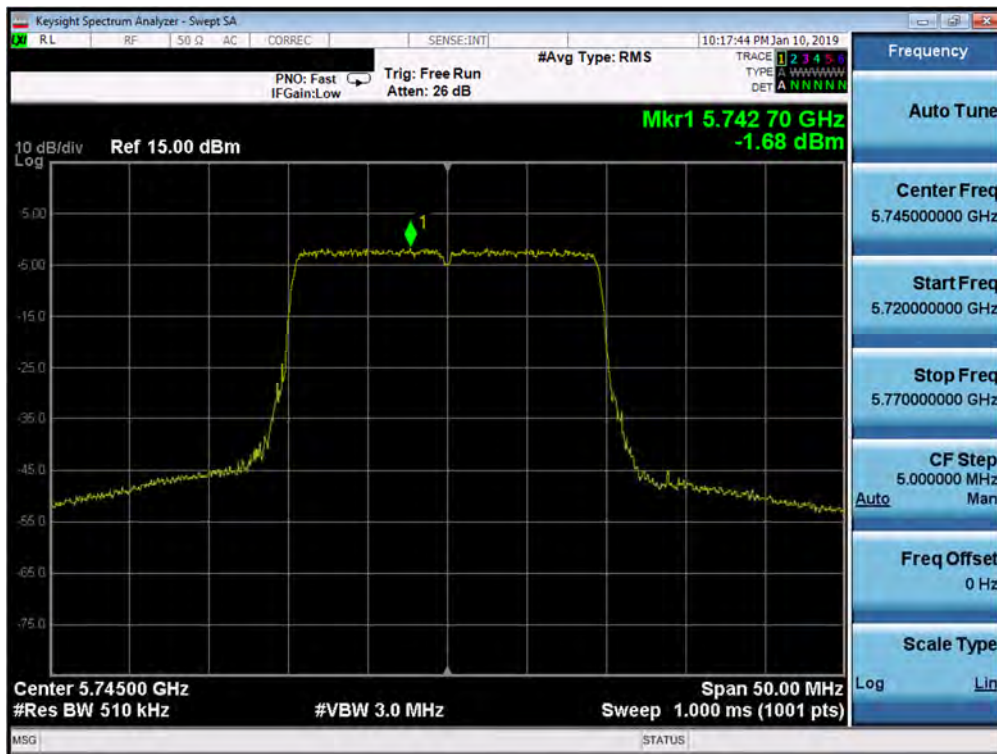 Keysight Spectrum Analyzer - Swept SA
LXI RL RF 50 Ω AC CORREC SENSE:INT 10:17:44 PM Jan 10, 2019
#Avg Type: RMS
TRACE 1 2 3 4 5 6
PNO: Fast Trig: Free Run
TYPE A WWWWW
IFGain:Low Atten: 26 dB
DET A N N N N N
Mkr1 5.742 70 GHz
-1.68 dBm
10 dB/div Ref 15.00 dBm
Log
1
5.00
-5.00
-15.0
-25.0
-35.0
-45.0
-55.0
-65.0
-75.0
Center 5.74500 GHz Span 50.00 MHz
#Res BW 510 kHz #VBW 3.0 MHz Sweep 1.000 ms (1001 pts)
MSG STATUS
Frequency
Auto Tune
Center Freq
5.745000000 GHz
Start Freq
5.720000000 GHz
Stop Freq
5.770000000 GHz
CF Step
5.000000 MHz
Auto Man
Freq Offset
0 Hz
Scale Type
Log Lin